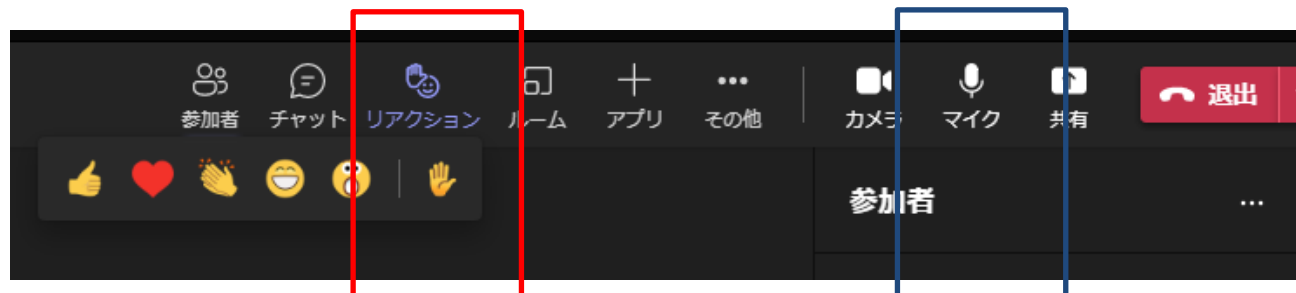 参加者 チャット リアクション ルーム アプリ その他 カメラ マイク 共有 退出
参加者